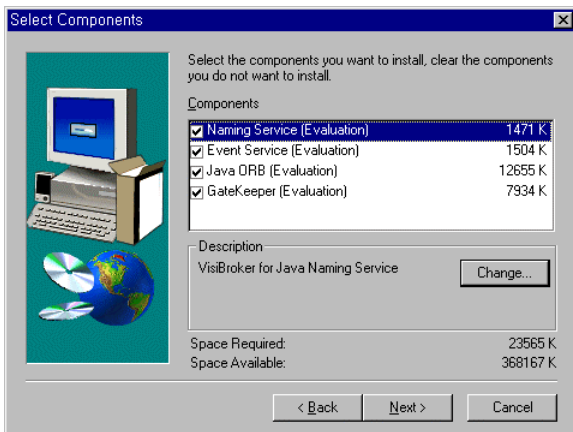 Select Components
Select the components you want to install, clear the components
you do not want to install.
Components
Naming Service (Evaluation) 1471 K
Event Service (Evaluation) 1504 K
Java ORB (Evaluation) 12655 K
GateKeeper (Evaluation) 7934 K
Description
VisiBroker for Java Naming Service
Change...
Space Required: 23565 K
Space Available: 368167 K
< Back
Next >
Cancel